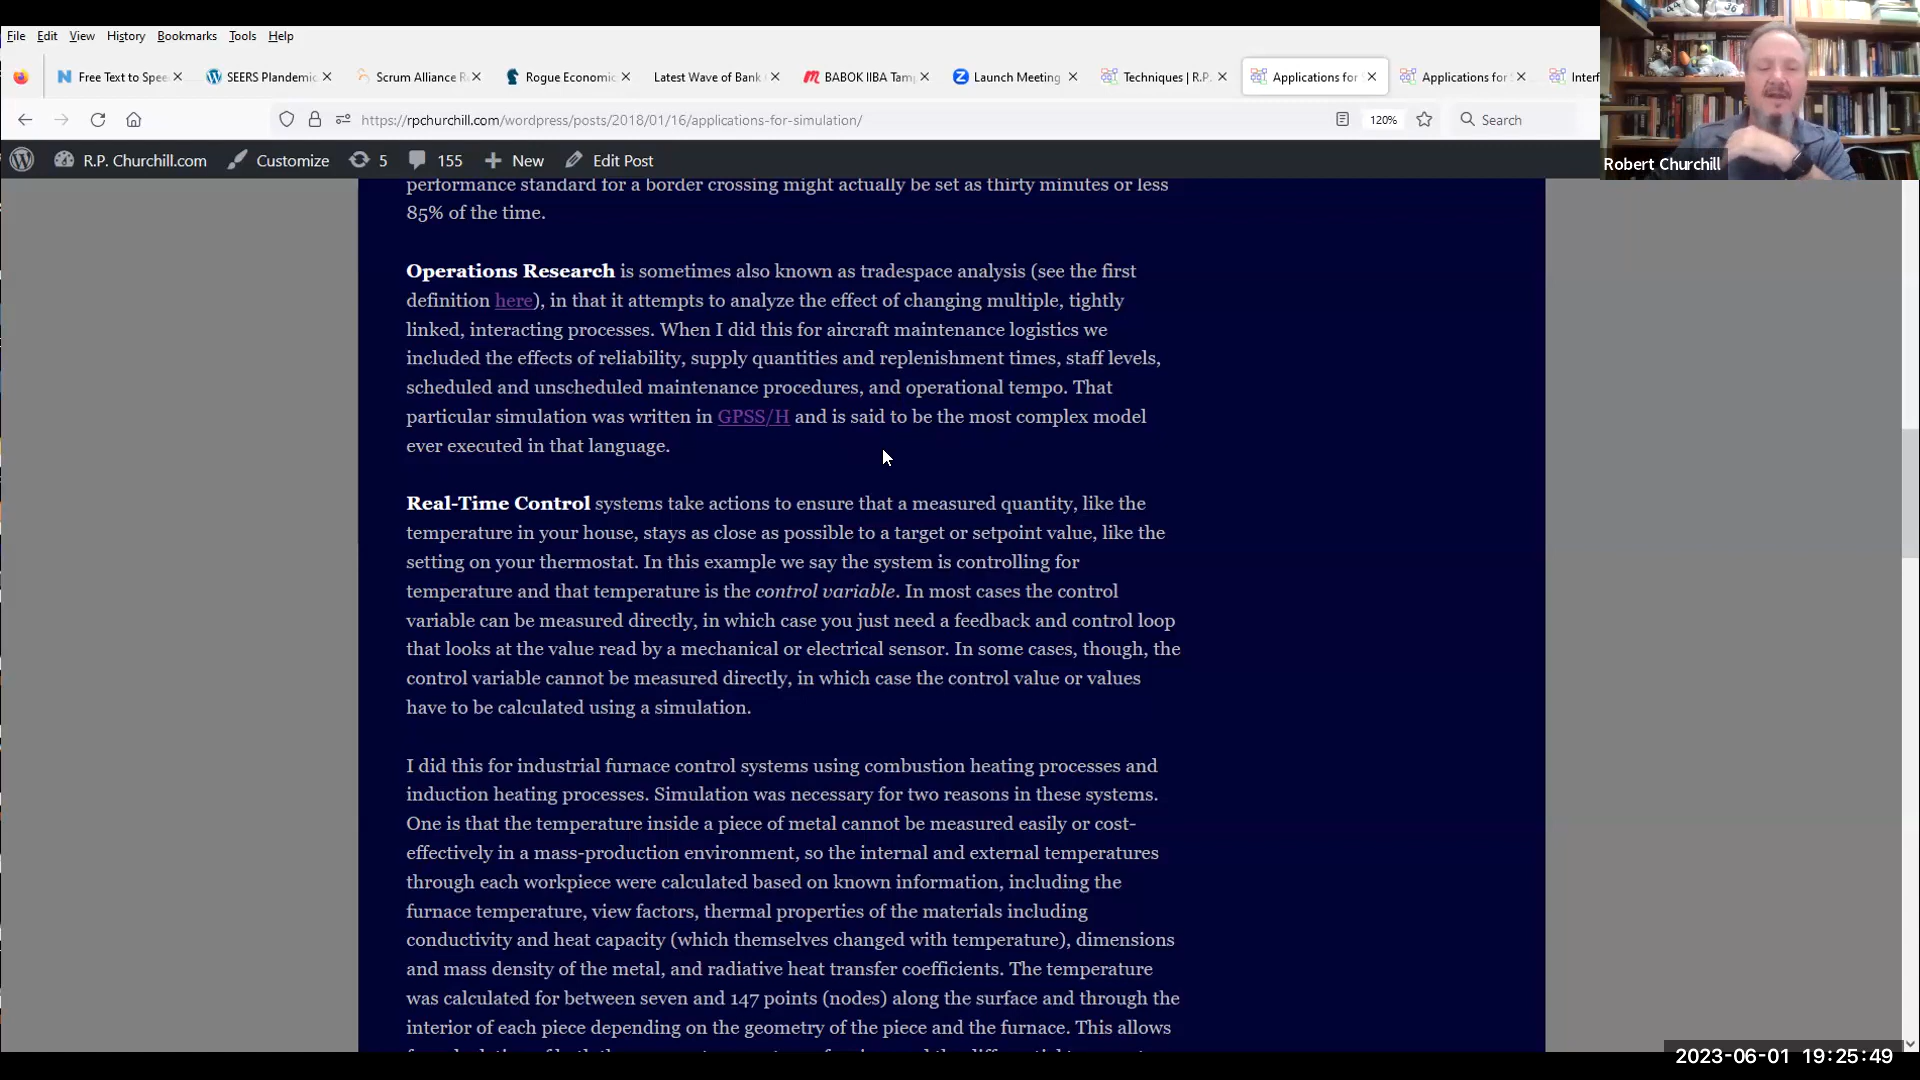 File Edit View History Bookmarks Tools Help
Free Text to Spee
SEERS Plandemic
Scrum Alliance R
Rogue Economic
Latest Wave of Bank
BABOK IIBA Tam
Launch Meeting
Techniques | R.P.
Applications for
Applications for
Interf
https://rpchurchill.com/wordpress/posts/2018/01/16/applications-for-simulation/
120%
Search
R.P. Churchill.com
Customize
5
155
New
Edit Post
Robert Churchill
performance standard for a border crossing might actually be set as thirty minutes or less
85% of the time.
Operations Research is sometimes also known as tradespace analysis (see the first
definition here), in that it attempts to analyze the effect of changing multiple, tightly
linked, interacting processes. When I did this for aircraft maintenance logistics we
included the effects of reliability, supply quantities and replenishment times, staff levels,
scheduled and unscheduled maintenance procedures, and operational tempo. That
particular simulation was written in GPSS/H and is said to be the most complex model
ever executed in that language.
Real-Time Control systems take actions to ensure that a measured quantity, like the
temperature in your house, stays as close as possible to a target or setpoint value, like the
setting on your thermostat. In this example we say the system is controlling for
temperature and that temperature is the control variable. In most cases the control
variable can be measured directly, in which case you just need a feedback and control loop
that looks at the value read by a mechanical or electrical sensor. In some cases, though, the
control variable cannot be measured directly, in which case the control value or values
have to be calculated using a simulation.
I did this for industrial furnace control systems using combustion heating processes and
induction heating processes. Simulation was necessary for two reasons in these systems.
One is that the temperature inside a piece of metal cannot be measured easily or cost-
effectively in a mass-production environment, so the internal and external temperatures
through each workpiece were calculated based on known information, including the
furnace temperature, view factors, thermal properties of the materials including
conductivity and heat capacity (which themselves changed with temperature), dimensions
and mass density of the metal, and radiative heat transfer coefficients. The temperature
was calculated for between seven and 147 points (nodes) along the surface and through the
interior of each piece depending on the geometry of the piece and the furnace. This allows
2023-06-01 19:25:49